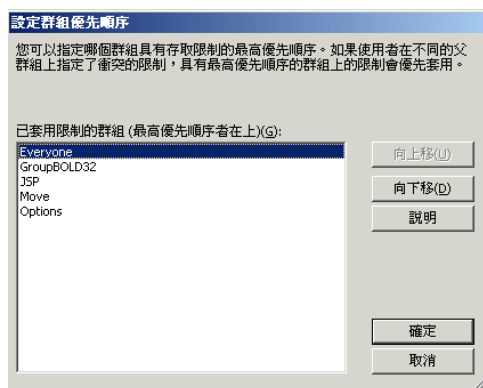 設定群組優先順序
您可以指定哪個群組具有存取限制的最高優先順序。如果使用者在不同的父
群組上指定了衝突的限制，具有最高優先順序的群組上的限制會優先套用。
已套用限制的群組 (最高優先順序者在上)(G):
Everyone
GroupBOLD32
JSP
Move
Options
向上移(U)
向下移(D)
說明
確定
取消